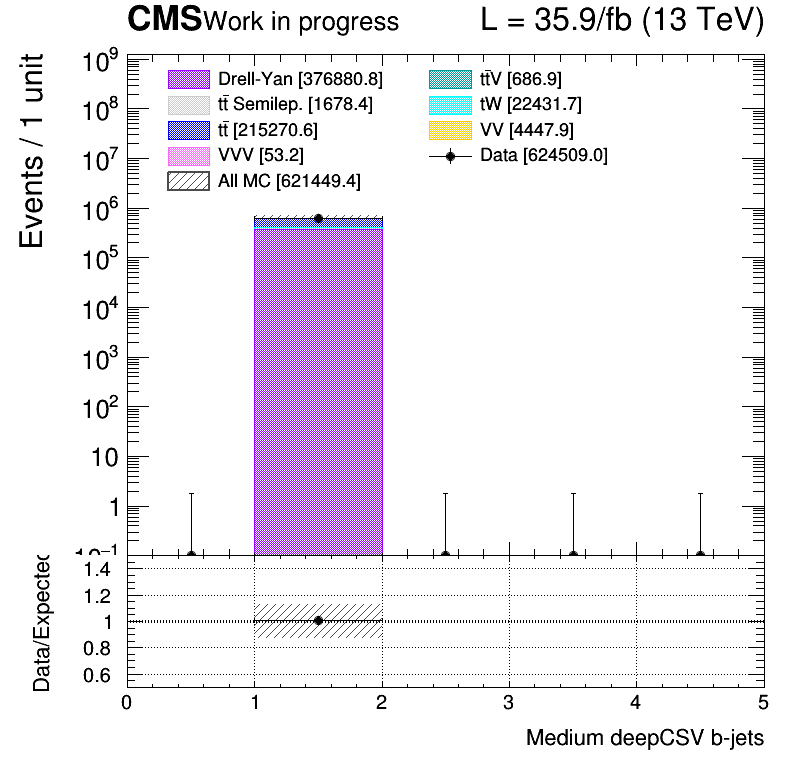 CMS Work in progress L = 35.9/fb (13 TeV)
Events / 1 unit
10⁹
10⁸
10⁷
10⁶
10⁵
10⁴
10³
10²
10
1
Drell-Yan [376880.8]
tt̄ Semilep. [1678.4]
tt̄ [215270.6]
VVV [53.2]
All MC [621449.4]
tt̄V [686.9]
tW [22431.7]
VV [4447.9]
Data [624509.0]
Data/Expected
1.4
1.2
1
0.8
0.6
0 1 2 3 4 5
Medium deepCSV b-jets